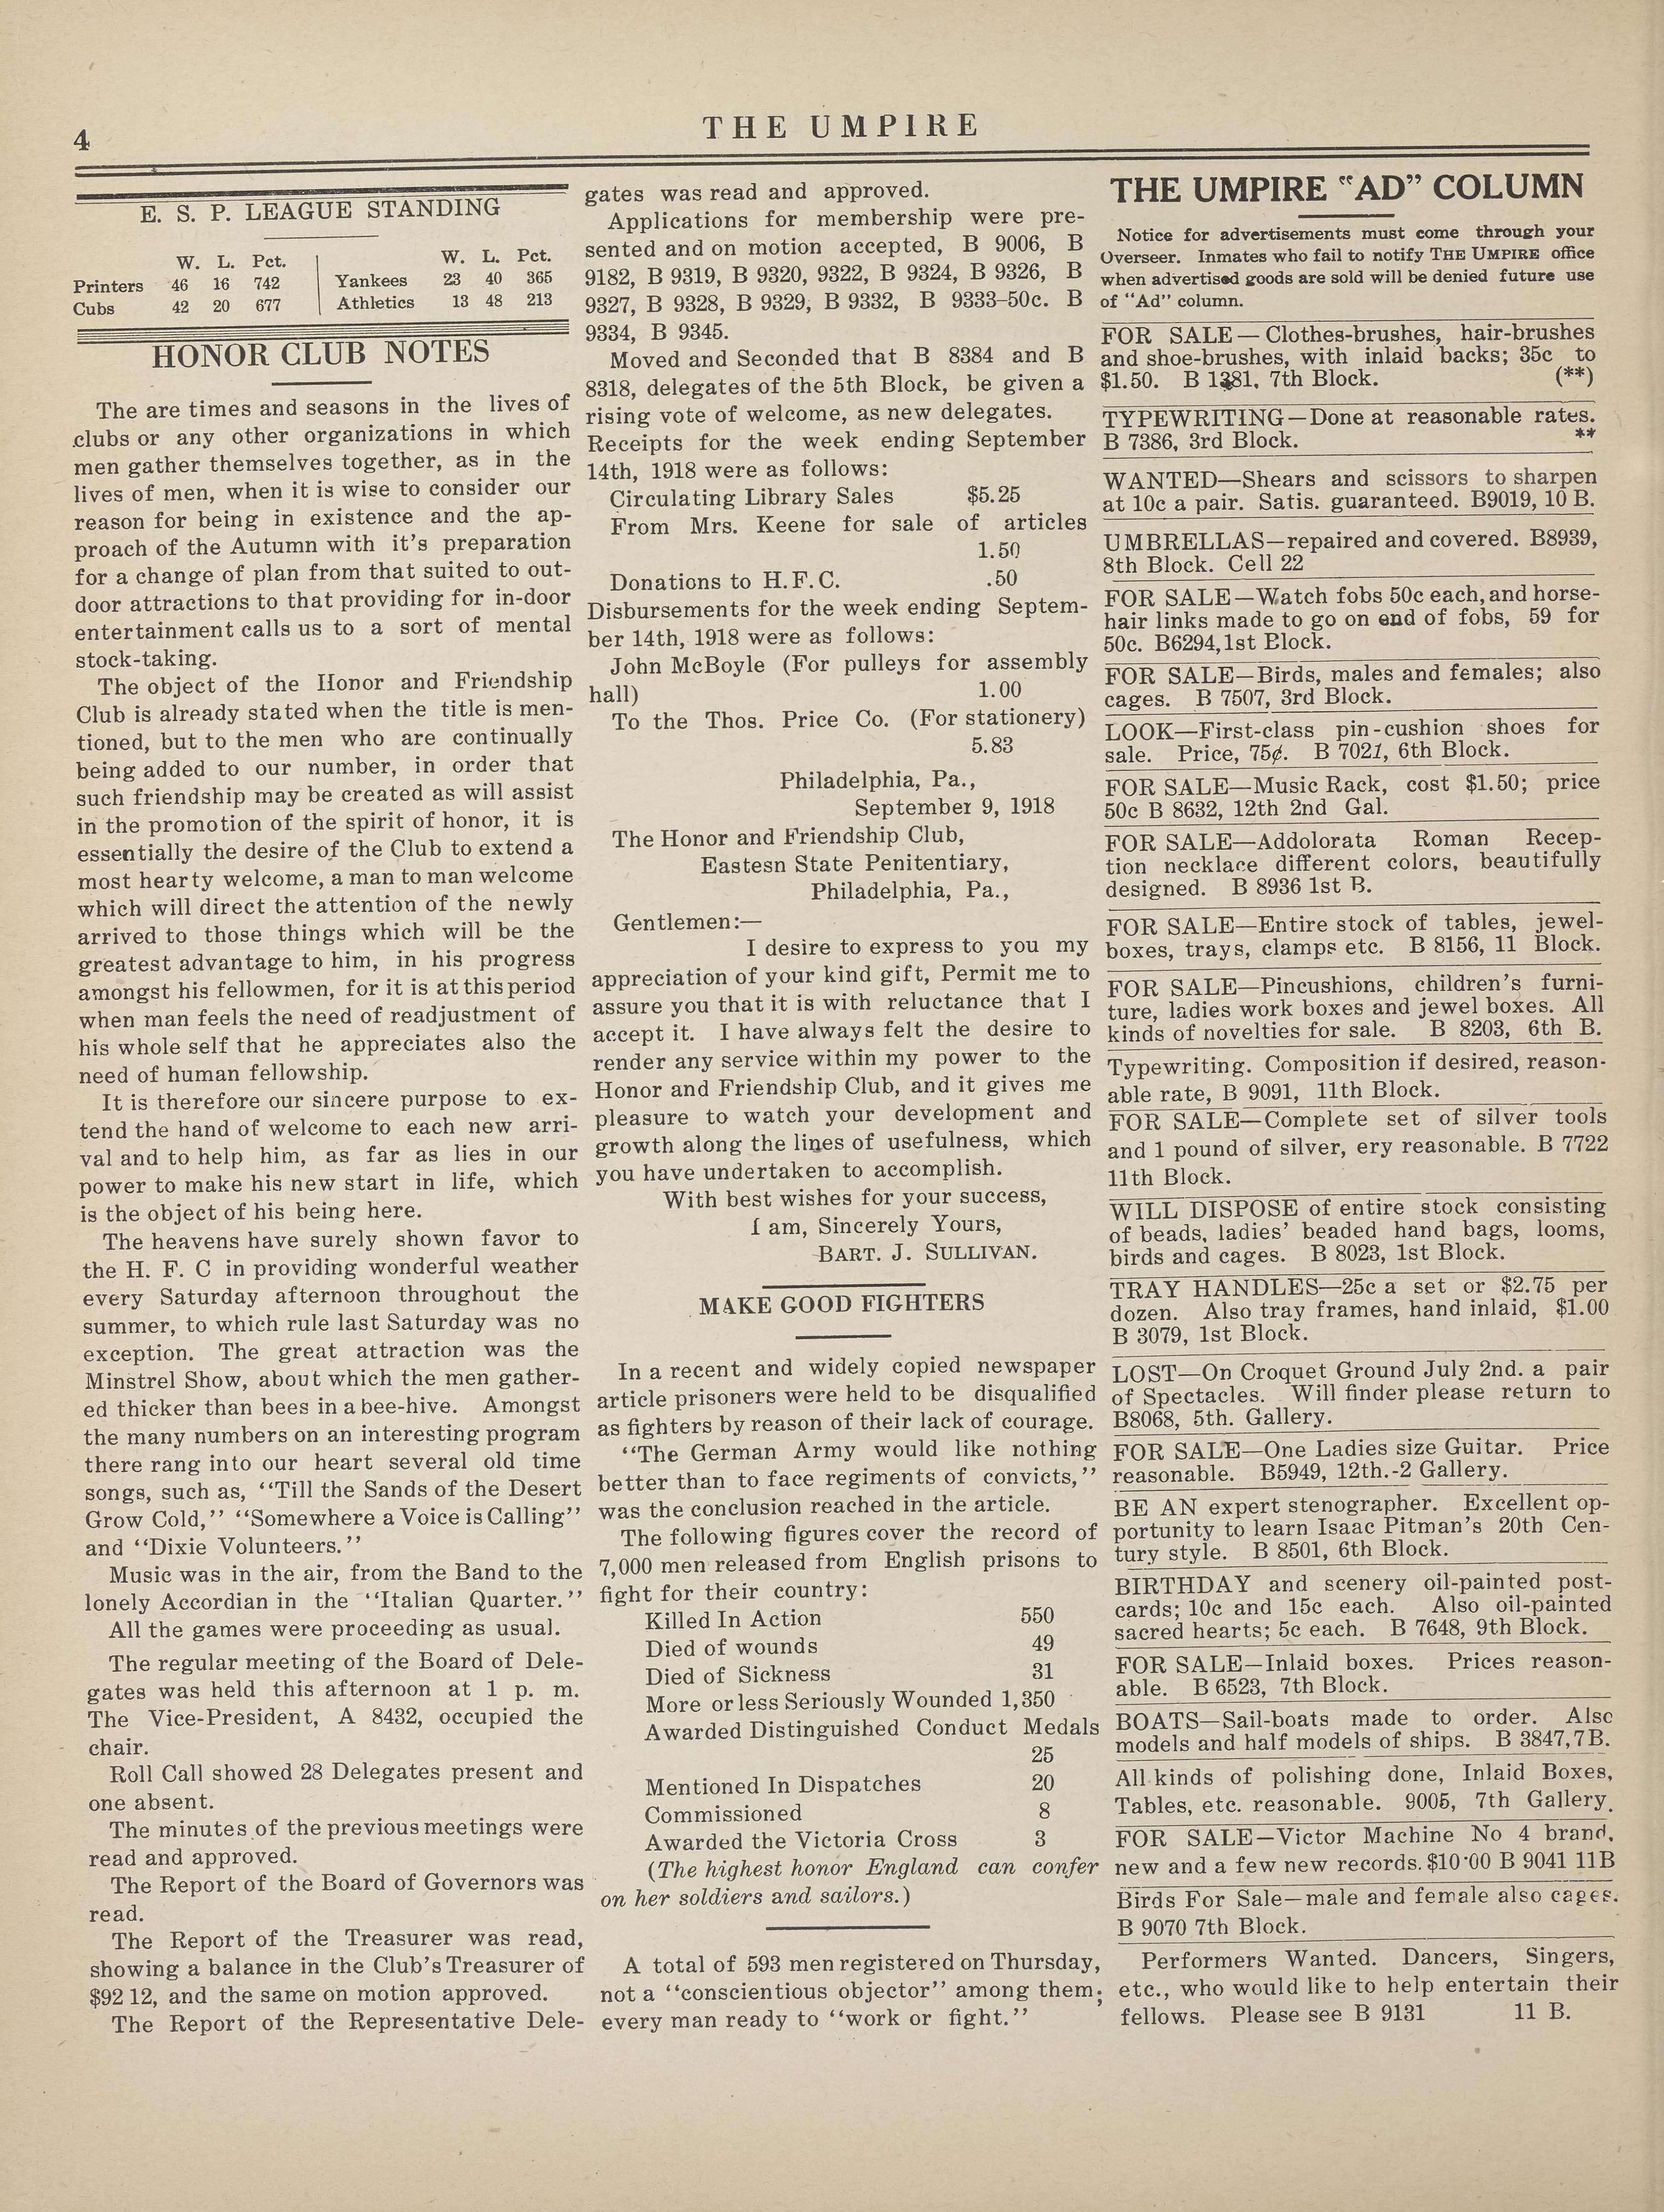 4
THE UMPIRE
E. S. P. LEAGUE STANDING
W. L. Pct.
Printers 46 16 742
Cubs 42 20 677
W. L. Pct.
Yankees 23 40 365
Athletics 13 48 213
HONOR CLUB NOTES
The are times and seasons in the lives of
clubs or any other organizations in which
men gather themselves together, as in the
lives of men, when it is wise to consider our
reason for being in existence and the ap-
proach of the Autumn with it's preparation
for a change of plan from that suited to out-
door attractions to that providing for in-door
entertainment calls us to a sort of mental
stock-taking.
The object of the Honor and Friendship
Club is already stated when the title is men-
tioned, but to the men who are continually
being added to our number, in order that
such friendship may be created as will assist
in the promotion of the spirit of honor, it is
essentially the desire of the Club to extend a
most hearty welcome, a man to man welcome
which will direct the attention of the newly
arrived to those things which will be the
greatest advantage to him, in his progress
amongst his fellowmen, for it is at this period
when man feels the need of readjustment of
his whole self that he appreciates also the
need of human fellowship.
It is therefore our sincere purpose to ex-
tend the hand of welcome to each new arri-
val and to help him, as far as lies in our
power to make his new start in life, which
is the object of his being here.
The heavens have surely shown favor to
the H. F. C in providing wonderful weather
every Saturday afternoon throughout the
summer, to which rule last Saturday was no
exception. The great attraction was the
Minstrel Show, about which the men gather-
ed thicker than bees in a bee-hive. Amongst
the many numbers on an interesting program
there rang into our heart several old time
songs, such as, "Till the Sands of the Desert
Grow Cold," "Somewhere a Voice is Calling"
and "Dixie Volunteers."
Music was in the air, from the Band to the
lonely Accordian in the "Italian Quarter."
All the games were proceeding as usual.
The regular meeting of the Board of Dele-
gates was held this afternoon at 1 p. m.
The Vice-President, A 8432, occupied the
chair.
Roll Call showed 28 Delegates present and
one absent.
The minutes of the previous meetings were
read and approved.
The Report of the Board of Governors was
read.
The Report of the Treasurer was read,
showing a balance in the Club's Treasurer of
$92 12, and the same on motion approved.
The Report of the Representative Dele-
gates was read and approved.
Applications for membership were pre-
sented and on motion accepted, B 9006, B
9182, B 9319, B 9320, 9322, B 9324, B 9326, B
9327, B 9328, B 9329, B 9332, B 9333-50c. B
9334, B 9345.
Moved and Seconded that B 8384 and B
8318, delegates of the 5th Block, be given a
rising vote of welcome, as new delegates.
Receipts for the week ending September
14th, 1918 were as follows:
Circulating Library Sales $5.25
From Mrs. Keene for sale of articles
1.50
Donations to H. F. C. .50
Disbursements for the week ending Septem-
ber 14th, 1918 were as follows:
John McBoyle (For pulleys for assembly
hall) 1.00
To the Thos. Price Co. (For stationery)
5.83
Philadelphia, Pa.,
September 9, 1918
The Honor and Friendship Club,
Eastesn State Penitentiary,
Philadelphia, Pa.,
Gentlemen:—
I desire to express to you my
appreciation of your kind gift, Permit me to
assure you that it is with reluctance that I
accept it. I have always felt the desire to
render any service within my power to the
Honor and Friendship Club, and it gives me
pleasure to watch your development and
growth along the lines of usefulness, which
you have undertaken to accomplish.
With best wishes for your success,
I am, Sincerely Yours,
BART. J. SULLIVAN.
MAKE GOOD FIGHTERS
In a recent and widely copied newspaper
article prisoners were held to be disqualified
as fighters by reason of their lack of courage.
"The German Army would like nothing
better than to face regiments of convicts,"
was the conclusion reached in the article.
The following figures cover the record of
7,000 men released from English prisons to
fight for their country:
Killed In Action 550
Died of wounds 49
Died of Sickness 31
More or less Seriously Wounded 1,350
Awarded Distinguished Conduct Medals
25
Mentioned In Dispatches 20
Commissioned 8
Awarded the Victoria Cross 3
(The highest honor England can confer
on her soldiers and sailors.)
A total of 593 men registered on Thursday,
not a "conscientious objector" among them;
every man ready to "work or fight."
THE UMPIRE "AD" COLUMN
Notice for advertisements must come through your
Overseer. Inmates who fail to notify THE UMPIRE office
when advertised goods are sold will be denied future use
of "Ad" column.
FOR SALE — Clothes-brushes, hair-brushes
and shoe-brushes, with inlaid backs; 35c to
$1.50. B 1381, 7th Block. (**)
TYPEWRITING—Done at reasonable rates.
B 7386, 3rd Block. **
WANTED—Shears and scissors to sharpen
at 10c a pair. Satis. guaranteed. B9019, 10 B.
UMBRELLAS—repaired and covered. B8939,
8th Block. Cell 22
FOR SALE—Watch fobs 50c each, and horse-
hair links made to go on end of fobs, 59 for
50c. B6294, 1st Block.
FOR SALE—Birds, males and females; also
cages. B 7507, 3rd Block.
LOOK—First-class pin-cushion shoes for
sale. Price, 75¢. B 7021, 6th Block.
FOR SALE—Music Rack, cost $1.50; price
50c B 8632, 12th 2nd Gal.
FOR SALE—Addolorata Roman Recep-
tion necklace different colors, beautifully
designed. B 8936 1st B.
FOR SALE—Entire stock of tables, jewel-
boxes, trays, clamps etc. B 8156, 11 Block.
FOR SALE—Pincushions, children's furni-
ture, ladies work boxes and jewel boxes. All
kinds of novelties for sale. B 8203, 6th B.
Typewriting. Composition if desired, reason-
able rate, B 9091, 11th Block.
FOR SALE—Complete set of silver tools
and 1 pound of silver, ery reasonable. B 7722
11th Block.
WILL DISPOSE of entire stock consisting
of beads, ladies' beaded hand bags, looms,
birds and cages. B 8023, 1st Block.
TRAY HANDLES—25c a set or $2.75 per
dozen. Also tray frames, hand inlaid, $1.00
B 3079, 1st Block.
LOST—On Croquet Ground July 2nd. a pair
of Spectacles. Will finder please return to
B8068, 5th. Gallery.
FOR SALE—One Ladies size Guitar. Price
reasonable. B5949, 12th.-2 Gallery.
BE AN expert stenographer. Excellent op-
portunity to learn Isaac Pitman's 20th Cen-
tury style. B 8501, 6th Block.
BIRTHDAY and scenery oil-painted post-
cards; 10c and 15c each. Also oil-painted
sacred hearts; 5c each. B 7648, 9th Block.
FOR SALE—Inlaid boxes. Prices reason-
able. B 6523, 7th Block.
BOATS—Sail-boats made to order. Also
models and half models of ships. B 3847, 7B.
All kinds of polishing done, Inlaid Boxes,
Tables, etc. reasonable. 9005, 7th Gallery.
FOR SALE—Victor Machine No 4 brand,
new and a few new records. $10·00 B 9041 11B
Birds For Sale—male and female also cages.
B 9070 7th Block.
Performers Wanted. Dancers, Singers,
etc., who would like to help entertain their
fellows. Please see B 9131 11 B.